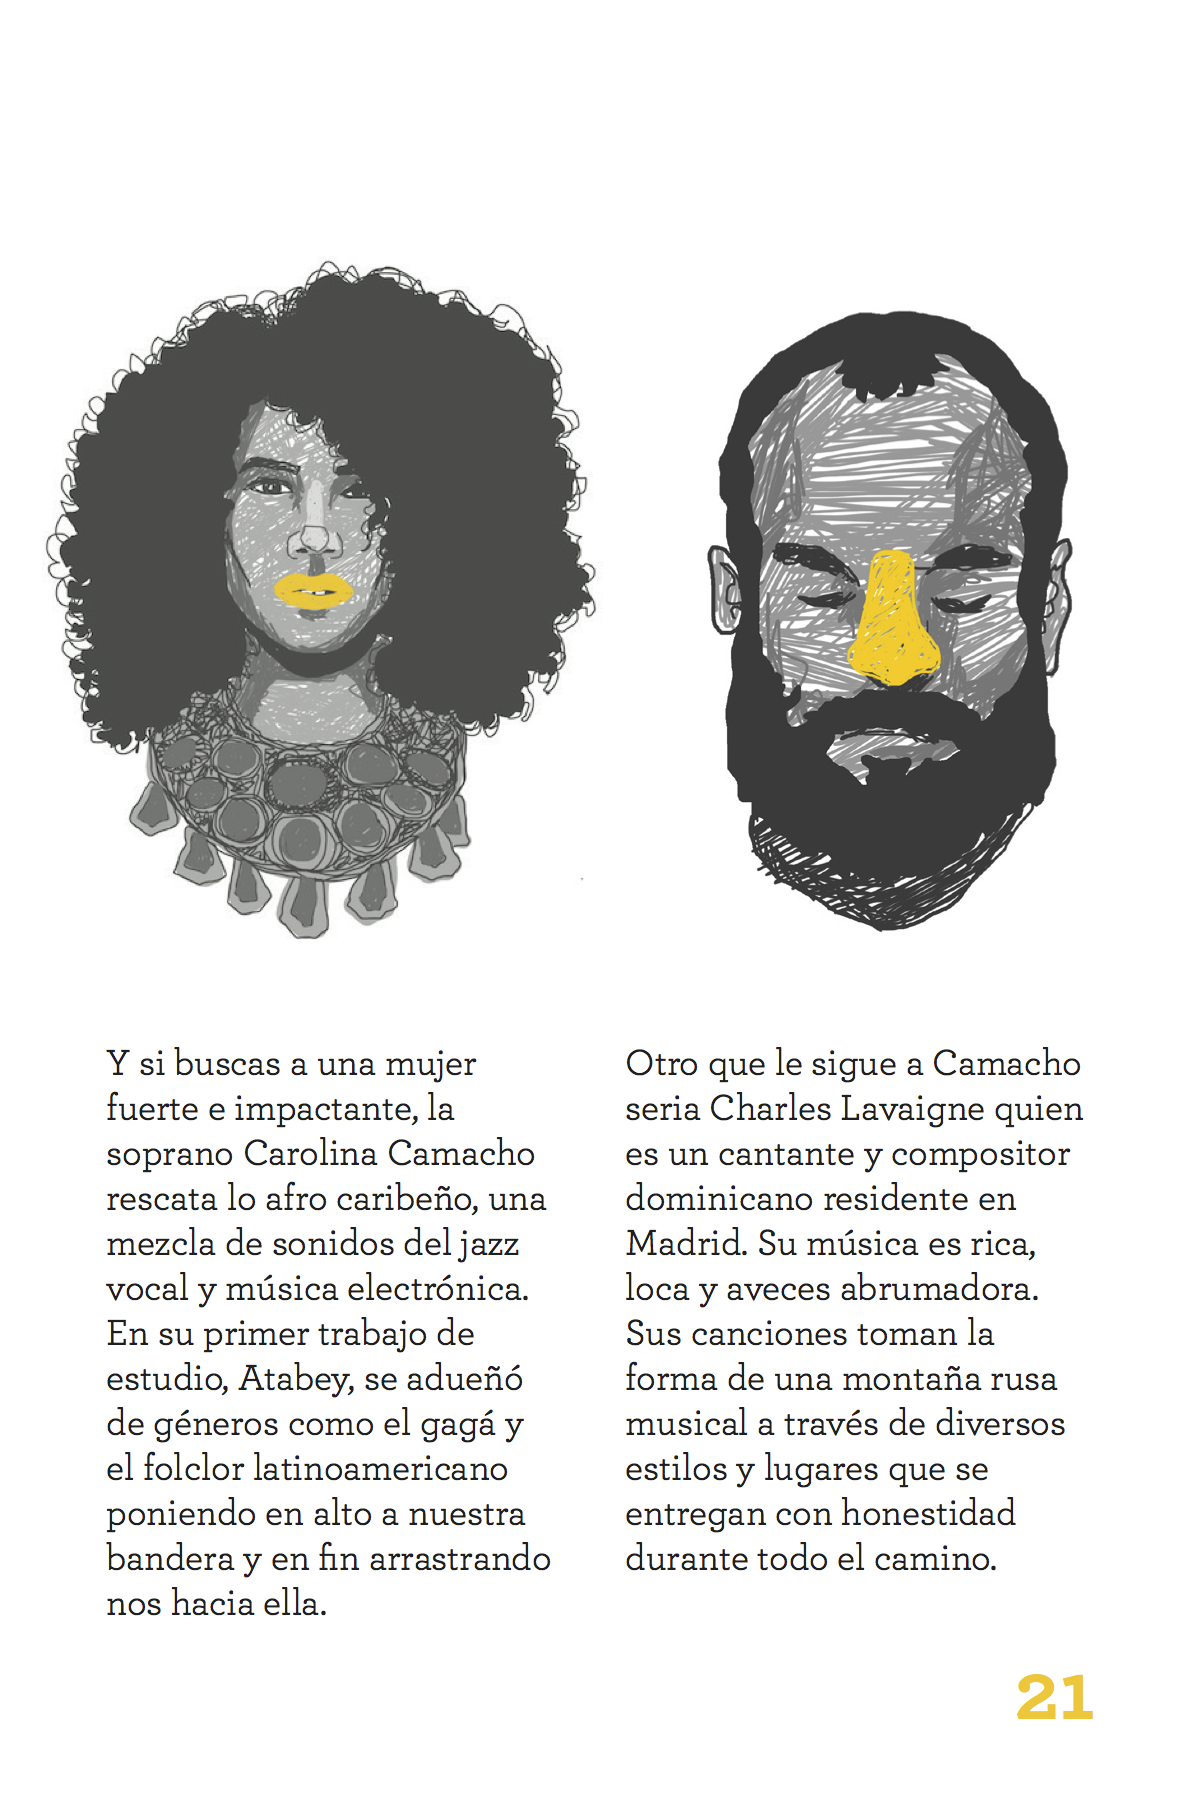 Y si buscas a una mujer
fuerte e impactante, la
soprano Carolina Camacho
rescata lo afro caribeño, una
mezcla de sonidos del jazz
vocal y música electrónica.
En su primer trabajo de
estudio, Atabey, se adueñó
de géneros como el gagá y
el folclor latinoamericano
poniendo en alto a nuestra
bandera y en fin arrastrando
nos hacia ella.
Otro que le sigue a Camacho
seria Charles Lavaigne quien
es un cantante y compositor
dominicano residente en
Madrid. Su música es rica,
loca y aveces abrumadora.
Sus canciones toman la
forma de una montaña rusa
musical a través de diversos
estilos y lugares que se
entregan con honestidad
durante todo el camino.
21